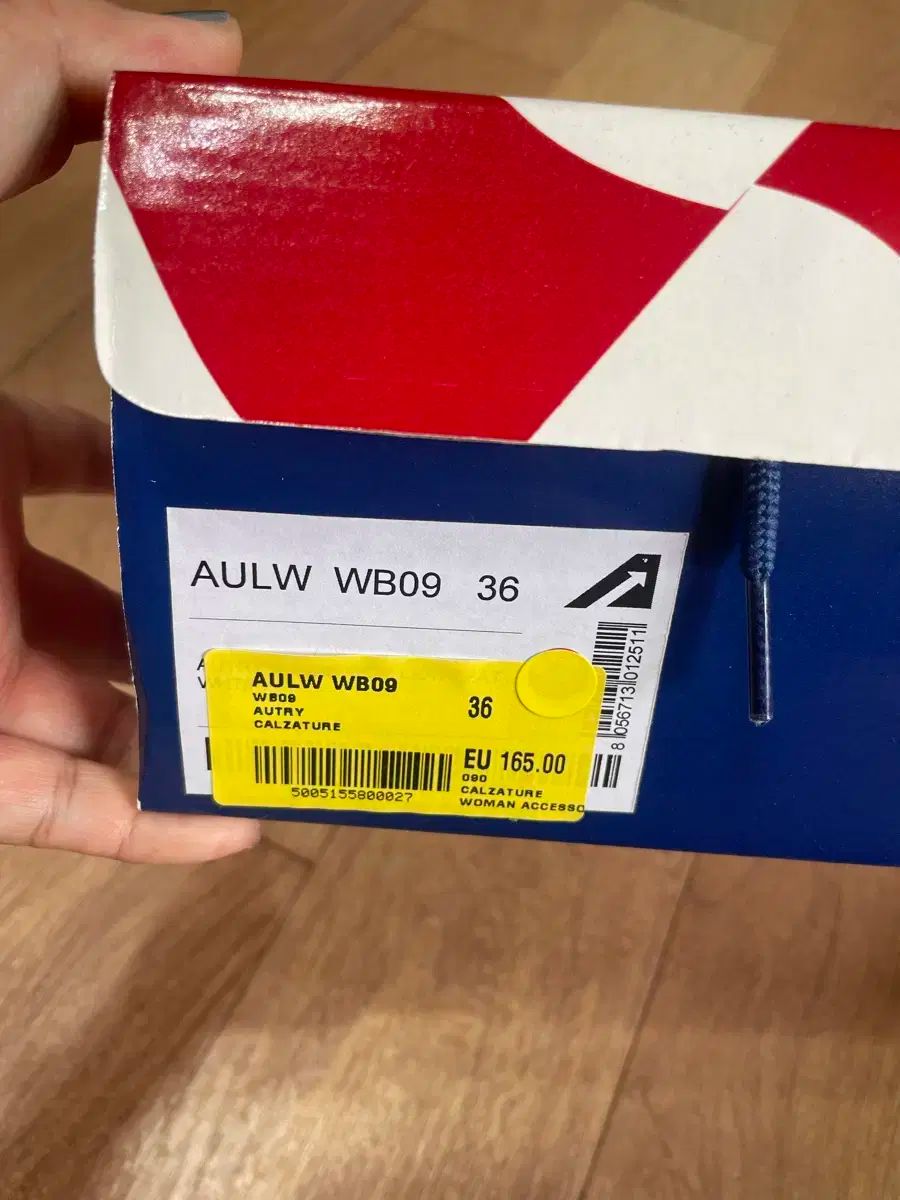 AULW WB09 36
8 056713 012511
AULW WB09
WB09
AUTRY
CALZATURE
36
5005155800027
EU 165.00
090
CALZATURE
WOMAN ACCESSO